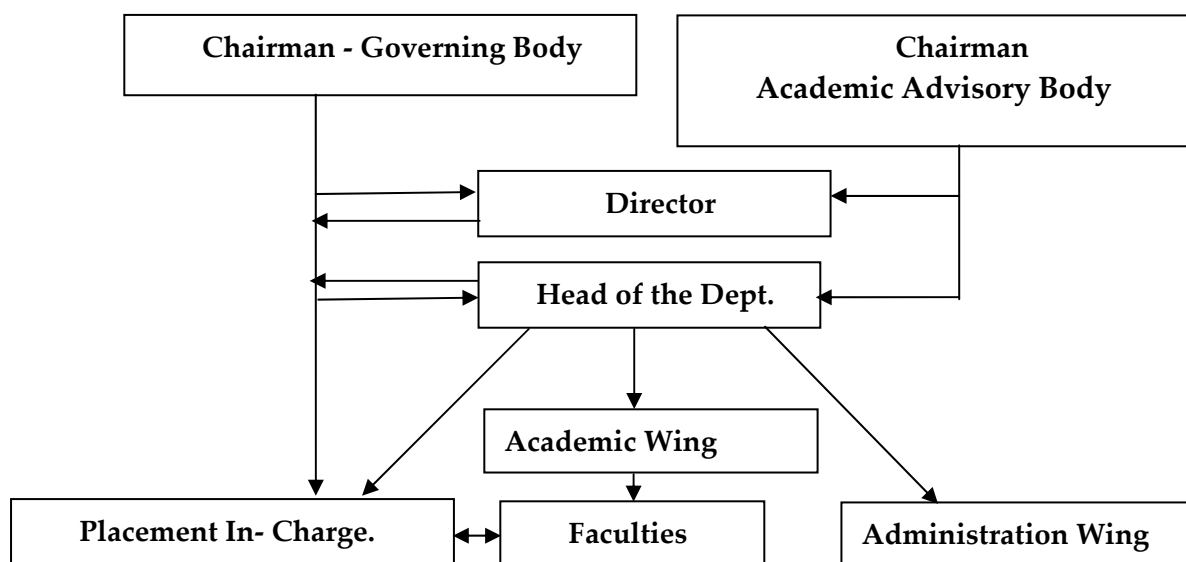 Chairman - Governing Body
Chairman
Academic Advisory Body
Director
Head of the Dept.
Academic Wing
Placement In- Charge.
Faculties
Administration Wing